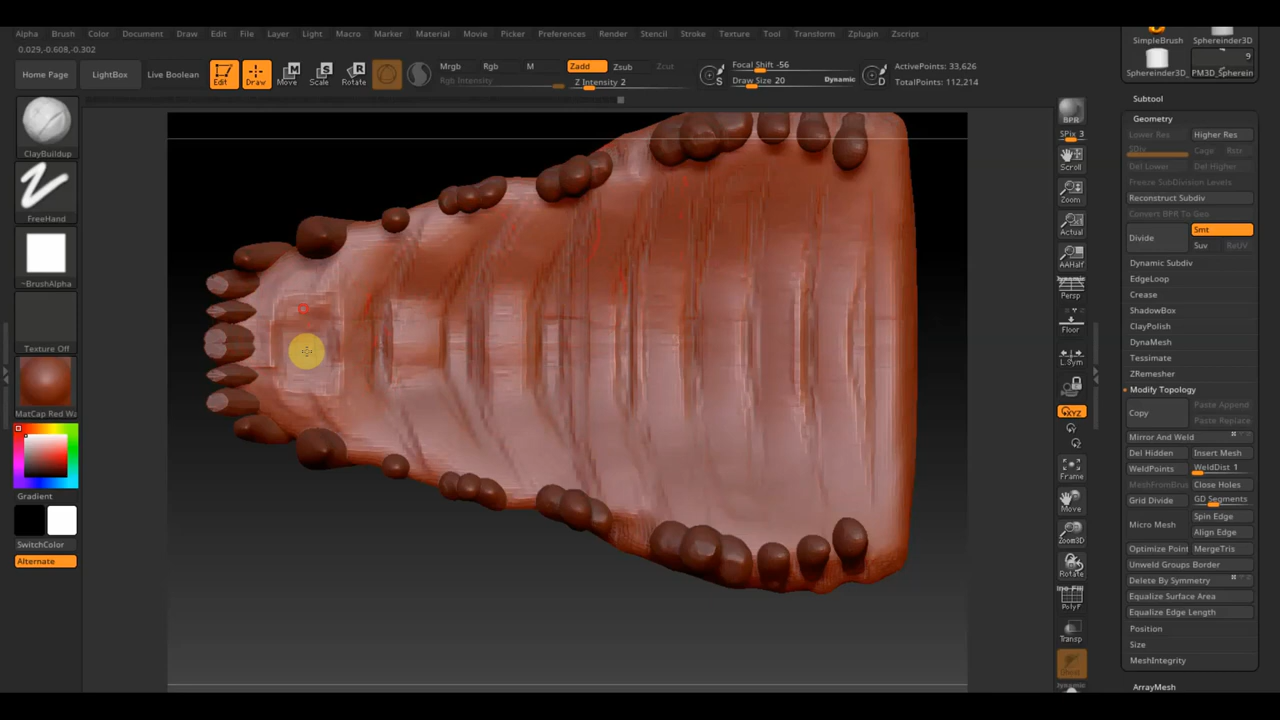 Alpha Brush Color Document Draw Edit File Layer Light Macro Marker Material Movie Picker Preferences Render Stencil Stroke Texture Tool Transform Zplugin Zscript
0.029,-0.608,-0.302
Home Page
LightBox
Live Boolean
Edit
Draw
Move
Scale
Rotate
Mrgb Rgb M
Rgb Intensity
Zadd Zsub Zcut
Z Intensity 2
S
Focal Shift -56
Draw Size 20
Dynamic
D
ActivePoints: 33,626
TotalPoints: 112,214
ClayBuildup
FreeHand
~BrushAlpha
Texture Off
MatCap Red Wa
Gradient
SwitchColor
Alternate
BPR
SPix 3
Scroll
Zoom
Actual
AAHalf
Dynamic
Persp
Floor
L.Sym
XYZ
Frame
Move
Zoom3D
Rotate
PolyF
Transp
Dynamic
SimpleBrush
Sphereinder3D
9
Sphereinder3D_
PM3D_Spherein
Subtool
Geometry
Lower Res Higher Res
SDiv
Cage Rstr
Del Lower Del Higher
Freeze SubDivision Levels
Reconstruct Subdiv
Convert BPR To Geo
Divide
Smt
Suv ReUV
Dynamic Subdiv
EdgeLoop
Crease
ShadowBox
ClayPolish
DynaMesh
Tessimate
ZRemesher
Modify Topology
Copy
Paste Append
Paste Replace
Mirror And Weld
Del Hidden Insert Mesh
WeldPoints WeldDist 1
MeshFromBrus Close Holes
Grid Divide GD Segments
Micro Mesh
Spin Edge
Align Edge
Optimize Point MergeTris
Unweld Groups Border
Delete By Symmetry
Equalize Surface Area
Equalize Edge Length
Position
Size
MeshIntegrity
ArrayMesh